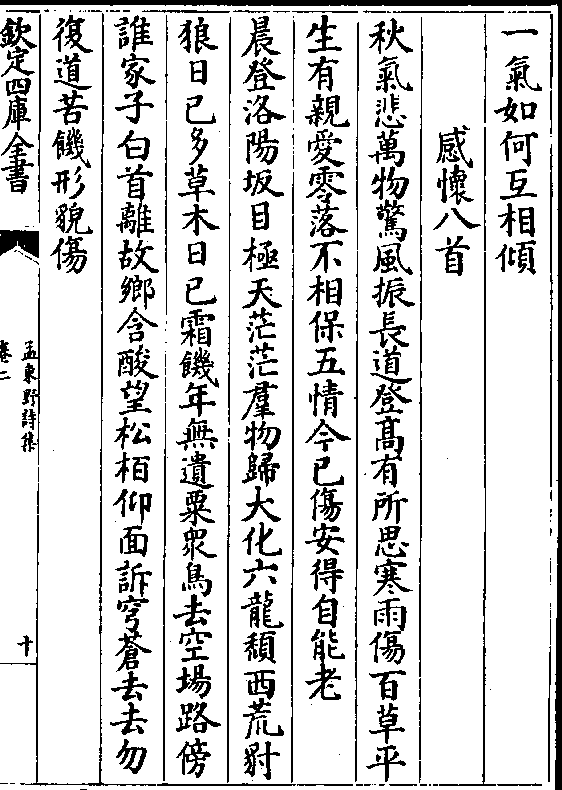 一氣如何互相傾
感懷八首
秋氣悲萬物驚風振長道登髙有所思寒雨傷百草平
生有親愛零落不相保五情今已傷安得自能老
晨登洛陽坂目極天茫茫羣物歸大化六龍頽西荒豺
狼日已多草木日已霜饑年無遺粟衆鳥去空場路傍
誰家子白首離故鄉含酸望松栢仰面訴穹蒼去去勿
復道苦饑形貌傷
欽定四庫全書
孟東野詩集
卷二
十